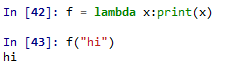 In [42]: f = lambda x:print(x)
In [43]: f("hi")
hi